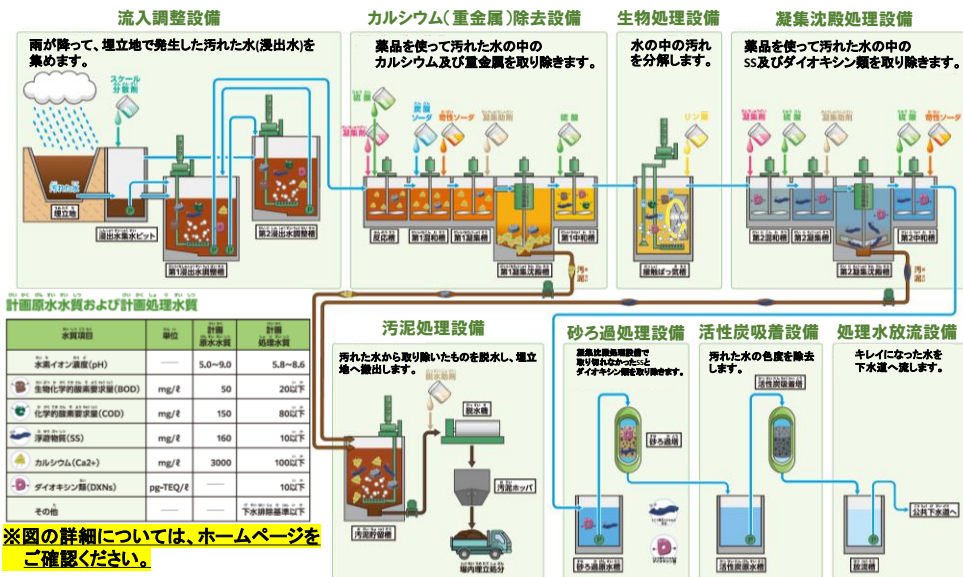 流入調整設備
雨が降って、埋立地で発生した汚れた水(浸出水)を
集めます。
スケール
分散剤
汚れた水
埋立地
浸出水集水ピット
第1浸出水調整槽
第2浸出水調整槽
カルシウム(重金属)除去設備
薬品を使って汚れた水の中の
カルシウム及び重金属を取り除きます。
硫酸
凝集剤
炭酸
ソーダ
苛性ソーダ
凝集助剤
硫酸
反応槽
第1混和槽
第1凝集槽
第1凝集沈殿槽
第1中和槽
汚泥
生物処理設備
水の中の汚れ
を分解します。
リン酸
接触ばっ気槽
凝集沈殿処理設備
薬品を使って汚れた水の中の
SS及びダイオキシン類を取り除きます。
凝集剤
硫酸
凝集助剤
硫酸
苛性ソーダ
第2混和槽
第2凝集槽
第2凝集沈殿槽
第2中和槽
汚泥
計画原水水質および計画処理水質
水質項目 単位 計画原水水質 計画処理水質
水素イオン濃度(pH) ── 5.0~9.0 5.8~8.6
生物化学的酸素要求量(BOD) mg/ℓ 50 20以下
化学的酸素要求量(COD) mg/ℓ 150 80以下
浮遊物質(SS) mg/ℓ 160 10以下
カルシウム(Ca2+) mg/ℓ 3000 100以下
ダイオキシン類(DXNs) pg-TEQ/ℓ ── 10以下
その他 ── 下水排除基準以下
※図の詳細については、ホームページを
ご確認ください。
汚泥処理設備
汚れた水から取り除いたものを脱水し、埋立
地へ搬出します。
脱水助剤
脱水機
汚泥ホッパ
汚泥貯留槽
場内埋立処分
砂ろ過処理設備
凝集沈殿処理設備で
取り切れなかったSSと
ダイオキシン類を取り除きます。
砂ろ過塔
砂ろ過原水槽
活性炭吸着設備
汚れた水の色度を除去
します。
活性炭吸着塔
活性炭原水槽
処理水放流設備
キレイになった水を
下水道へ流します。
公共下水道へ
放流槽